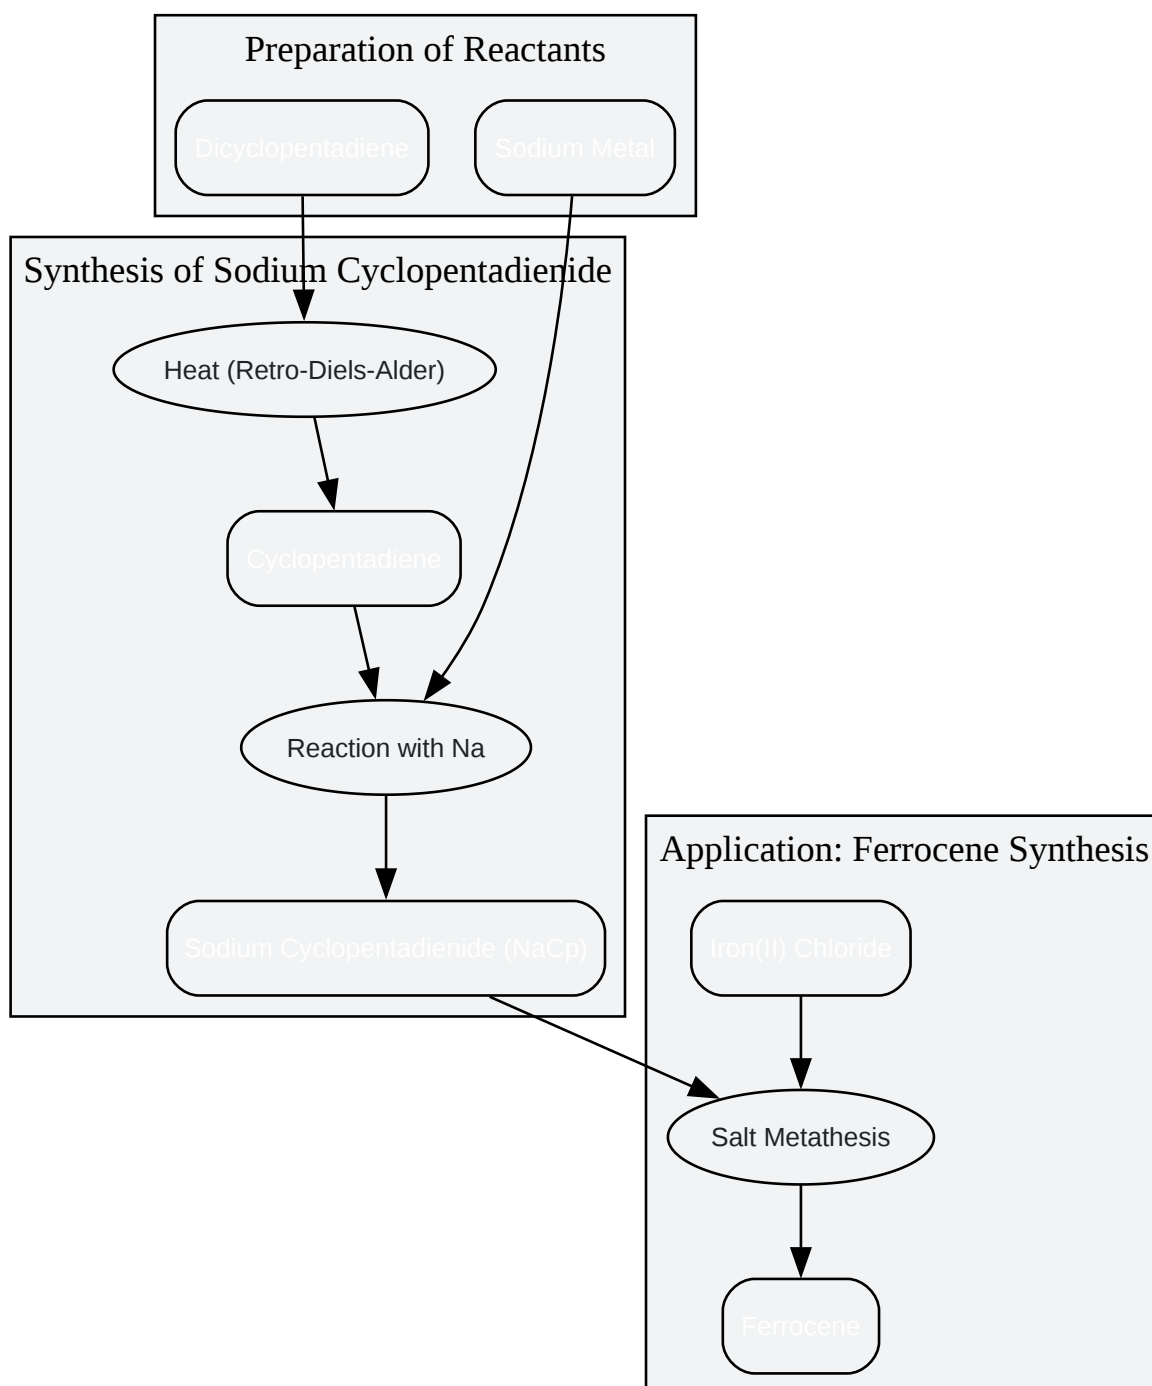 Preparation of Reactants
Dicyclopentadiene
Sodium Metal
Synthesis of Sodium Cyclopentadienide
Heat (Retro-Diels-Alder)
Cyclopentadiene
Reaction with Na
Sodium Cyclopentadienide (NaCp)
Application: Ferrocene Synthesis
Iron(II) Chloride
Salt Metathesis
Ferrocene